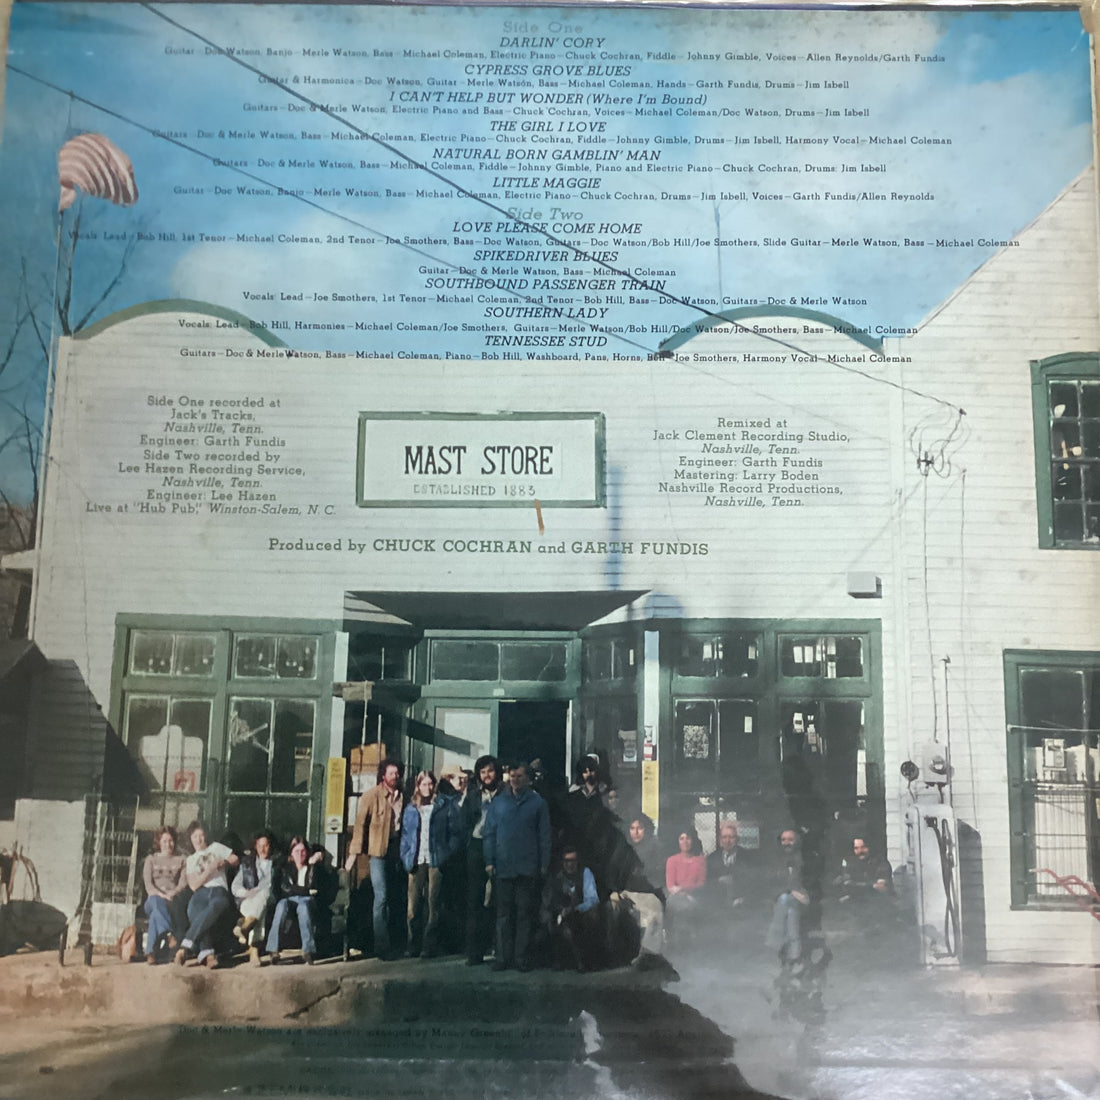 Side One
DARLIN' CORY
Guitar – Doc Watson, Banjo – Merle Watson, Bass – Michael Coleman, Electric Piano – Chuck Cochran, Fiddle – Johnny Gimble, Voices – Allen Reynolds/Garth Fundis
CYPRESS GROVE BLUES
Guitar & Harmonica – Doc Watson, Guitar – Merle Watson, Bass – Michael Coleman, Hands – Garth Fundis, Drums – Jim Isbell
I CAN'T HELP BUT WONDER (Where I'm Bound)
Guitars – Doc & Merle Watson, Electric Piano and Bass – Chuck Cochran, Voices – Michael Coleman/Doc Watson, Drums – Jim Isbell
THE GIRL I LOVE
Guitars – Doc & Merle Watson, Bass – Michael Coleman, Electric Piano – Chuck Cochran, Fiddle – Johnny Gimble, Drums – Jim Isbell, Harmony Vocal – Michael Coleman
NATURAL BORN GAMBLIN' MAN
Guitars – Doc & Merle Watson, Bass – Michael Coleman, Fiddle – Johnny Gimble, Piano and Electric Piano – Chuck Cochran, Drums: Jim Isbell
LITTLE MAGGIE
Guitar – Doc Watson, Banjo – Merle Watson, Bass – Michael Coleman, Electric Piano – Chuck Cochran, Drums – Jim Isbell, Voices – Garth Fundis/Allen Reynolds
Side Two
LOVE PLEASE COME HOME
Vocals: Lead – Bob Hill, 1st Tenor – Michael Coleman, 2nd Tenor – Joe Smothers, Bass – Doc Watson, Guitars – Doc Watson/Bob Hill/Joe Smothers, Slide Guitar – Merle Watson, Bass – Michael Coleman
SPIKEDRIVER BLUES
Guitar – Doc & Merle Watson, Bass – Michael Coleman
SOUTHBOUND PASSENGER TRAIN
Vocals: Lead – Joe Smothers, 1st Tenor – Michael Coleman, 2nd Tenor – Bob Hill, Bass – Doc Watson, Guitars – Doc & Merle Watson
SOUTHERN LADY
Vocals: Lead – Bob Hill, Harmonies – Michael Coleman/Joe Smothers, Guitars – Merle Watson/Bob Hill/Doc Watson/Joe Smothers, Bass – Michael Coleman
TENNESSEE STUD
Guitars – Doc & Merle Watson, Bass – Michael Coleman, Piano – Bob Hill, Washboard, Pans, Horns, Bell – Joe Smothers, Harmony Vocal – Michael Coleman
Side One recorded at
Jack's Tracks,
Nashville, Tenn.
Engineer: Garth Fundis
Side Two recorded by
Lee Hazen Recording Service,
Nashville, Tenn.
Engineer: Lee Hazen
Live at "Hub Pub," Winston-Salem, N. C.
MAST STORE
ESTABLISHED 1883
Remixed at
Jack Clement Recording Studio,
Nashville, Tenn.
Engineer: Garth Fundis
Mastering: Larry Boden
Nashville Record Productions,
Nashville, Tenn.
Produced by CHUCK COCHRAN and GARTH FUNDIS
Doc & Merle Watson are exclusively managed by